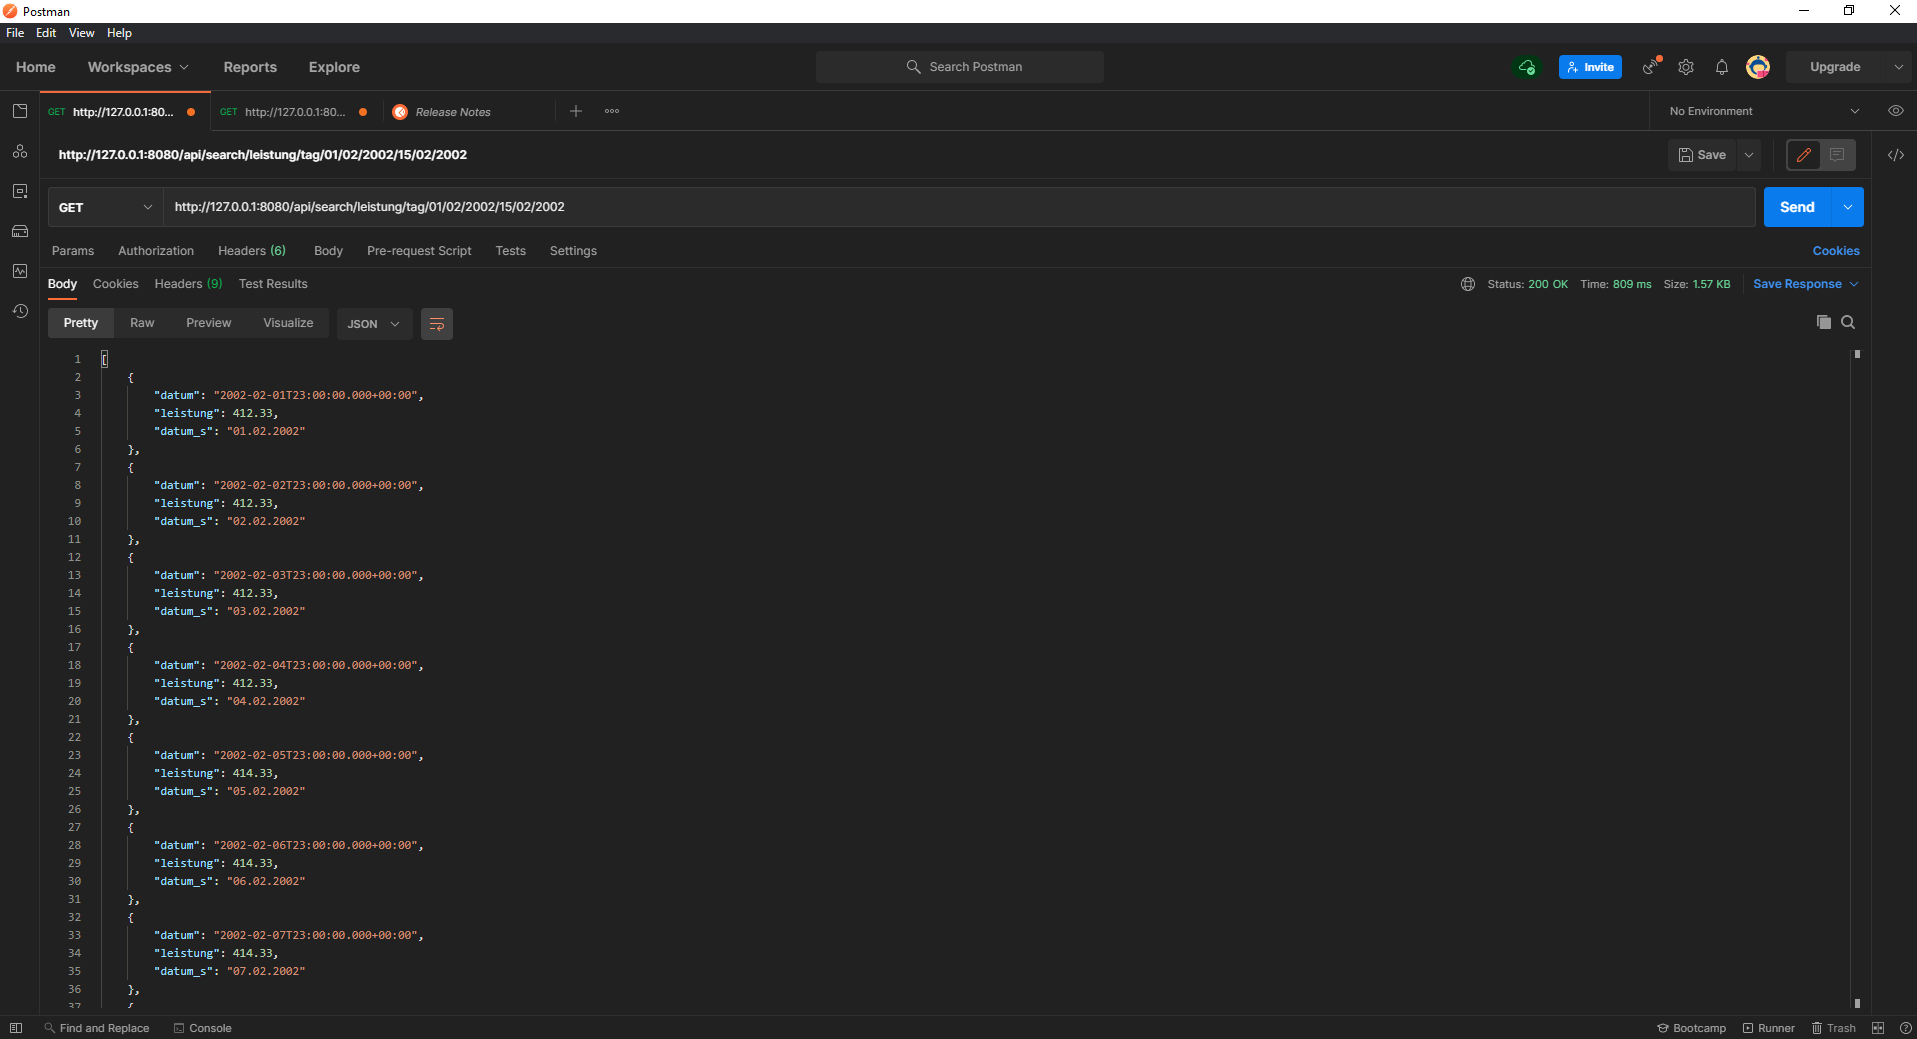 Postman
File Edit View Help
Home Workspaces Reports Explore Search Postman Invite Upgrade
GET http://127.0.0.1:80... GET http://127.0.0.1:80... Release Notes No Environment
http://127.0.0.1:8080/api/search/leistung/tag/01/02/2002/15/02/2002 Save
GET http://127.0.0.1:8080/api/search/leistung/tag/01/02/2002/15/02/2002 Send
Params Authorization Headers (6) Body Pre-request Script Tests Settings Cookies
Body Cookies Headers (9) Test Results Status: 200 OK Time: 809 ms Size: 1.57 KB Save Response
Pretty Raw Preview Visualize JSON
1 [
2 {
3 "datum": "2002-02-01T23:00:00.000+00:00",
4 "leistung": 412.33,
5 "datum_s": "01.02.2002"
6 },
7 {
8 "datum": "2002-02-02T23:00:00.000+00:00",
9 "leistung": 412.33,
10 "datum_s": "02.02.2002"
11 },
12 {
13 "datum": "2002-02-03T23:00:00.000+00:00",
14 "leistung": 412.33,
15 "datum_s": "03.02.2002"
16 },
17 {
18 "datum": "2002-02-04T23:00:00.000+00:00",
19 "leistung": 412.33,
20 "datum_s": "04.02.2002"
21 },
22 {
23 "datum": "2002-02-05T23:00:00.000+00:00",
24 "leistung": 414.33,
25 "datum_s": "05.02.2002"
26 },
27 {
28 "datum": "2002-02-06T23:00:00.000+00:00",
29 "leistung": 414.33,
30 "datum_s": "06.02.2002"
31 },
32 {
33 "datum": "2002-02-07T23:00:00.000+00:00",
34 "leistung": 414.33,
35 "datum_s": "07.02.2002"
36 },
37 {
Find and Replace Console Bootcamp Runner Trash